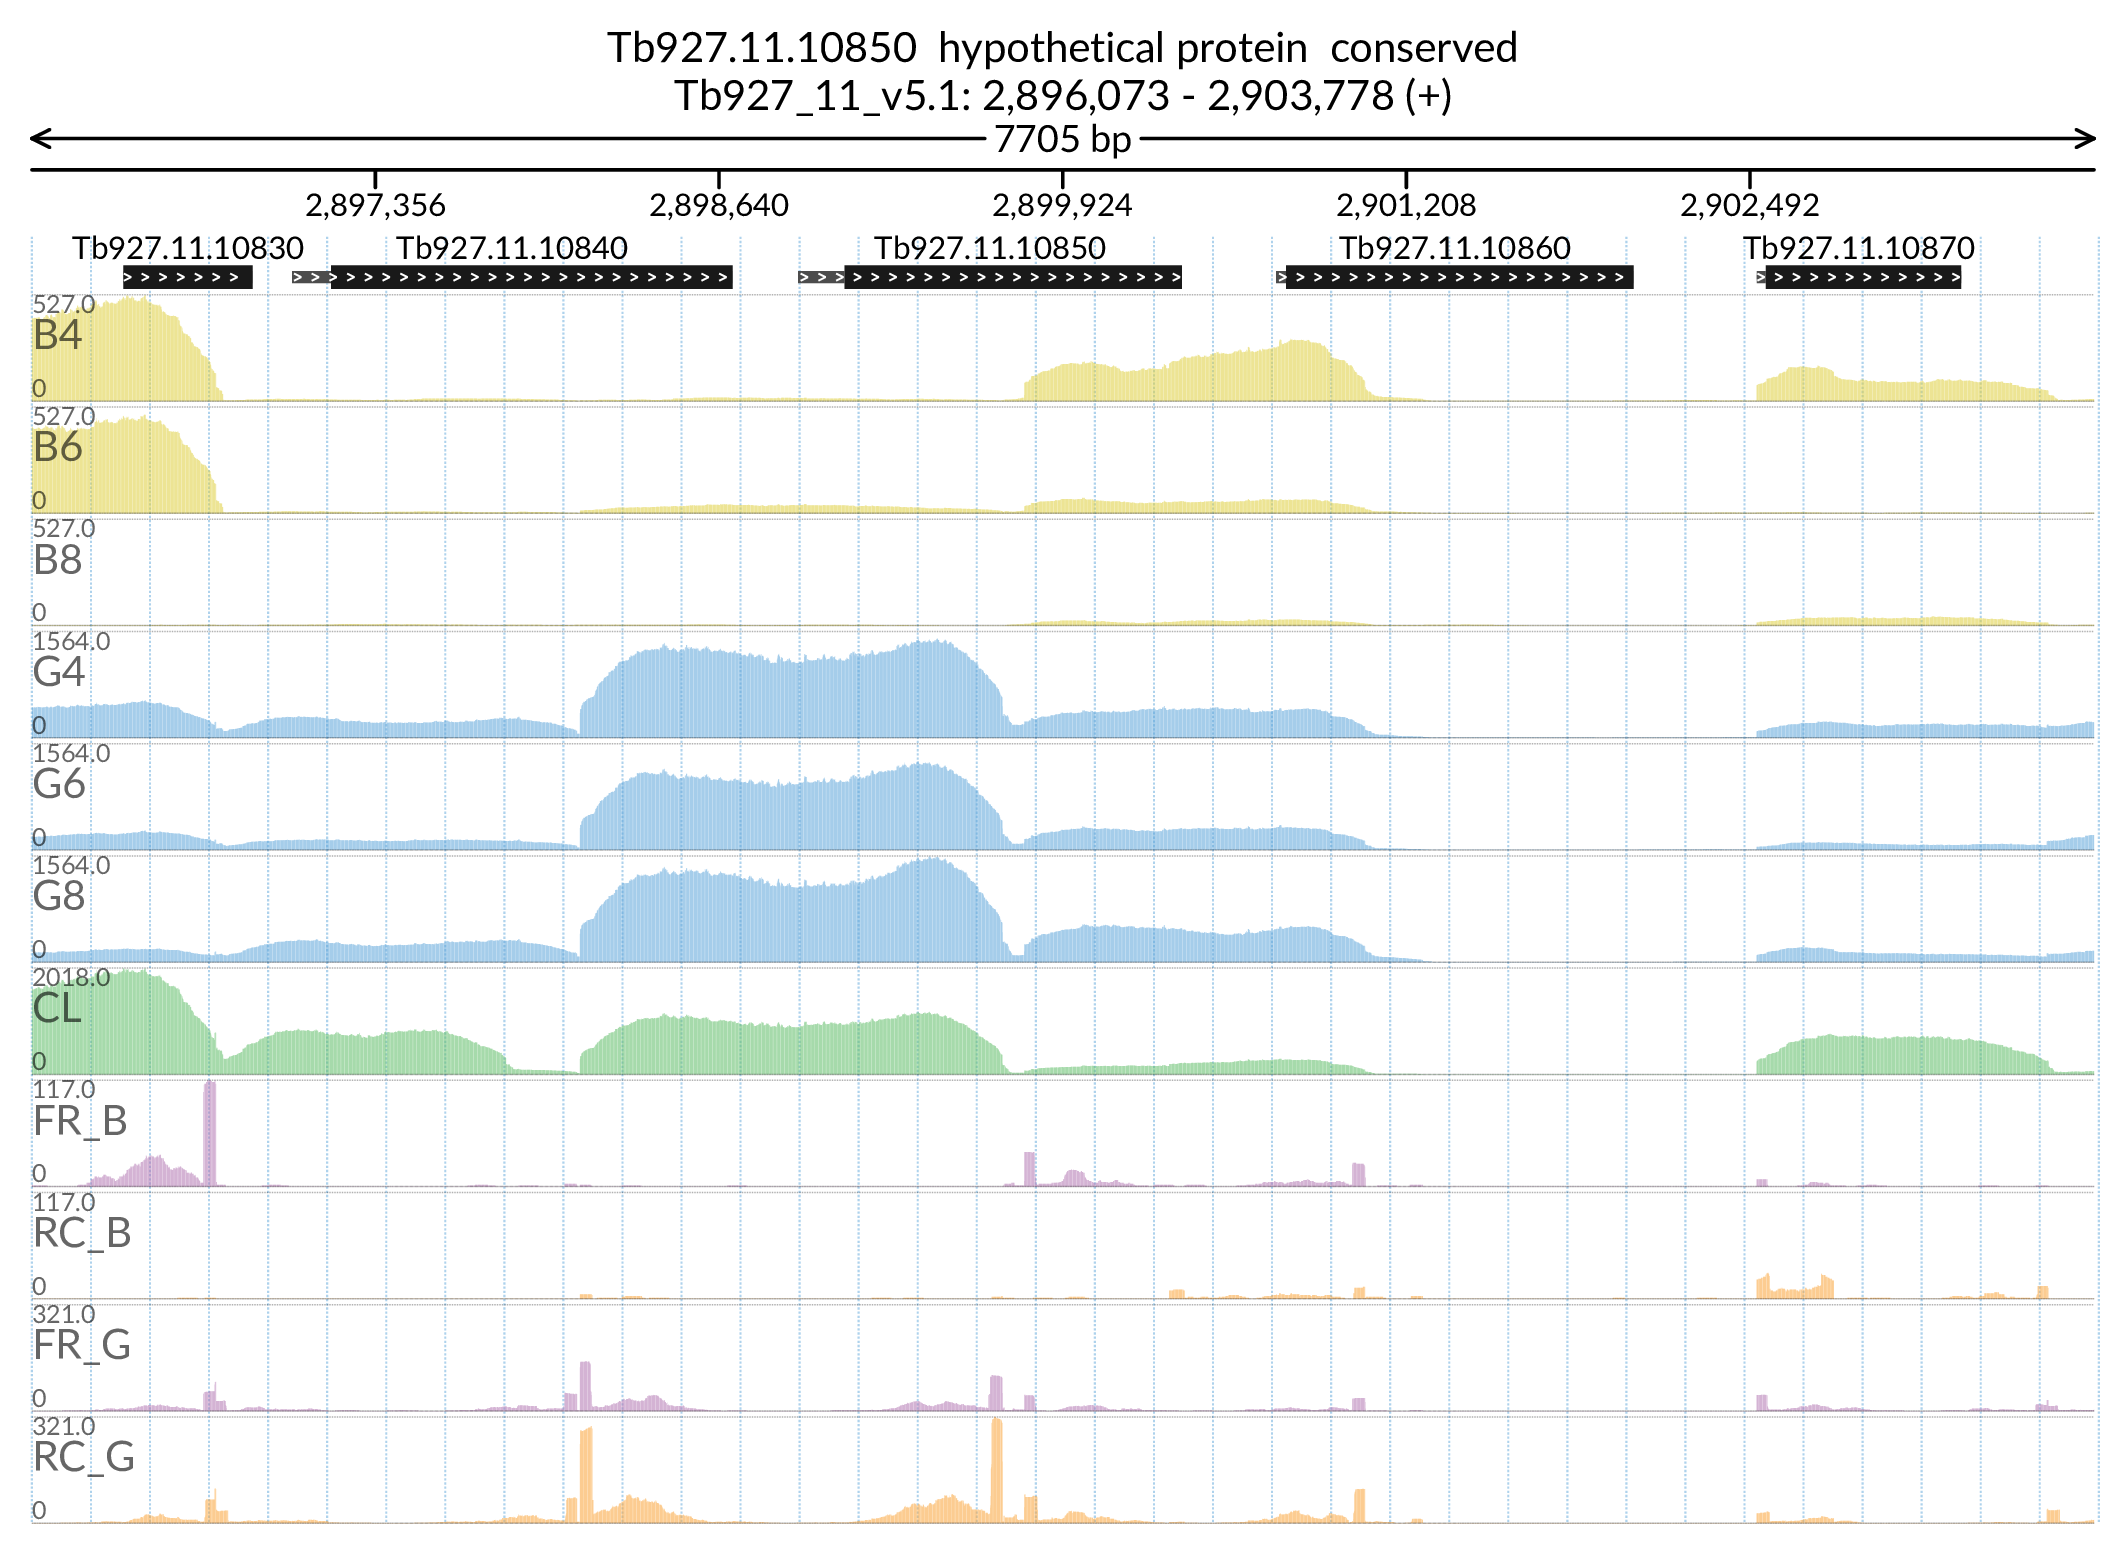 Tb927.11.10850 hypothetical protein conserved
Tb927_11_v5.1: 2,896,073 - 2,903,778 (+)
7705 bp
2,897,356 2,898,640 2,899,924 2,901,208 2,902,492
Tb927.11.10830 Tb927.11.10840 Tb927.11.10850 Tb927.11.10860 Tb927.11.10870
527.0
B4
0
527.0
B6
0
527.0
B8
0
1564.0
G4
0
1564.0
G6
0
1564.0
G8
0
2018.0
CL
0
117.0
FR_B
0
117.0
RC_B
0
321.0
FR_G
0
321.0
RC_G
0